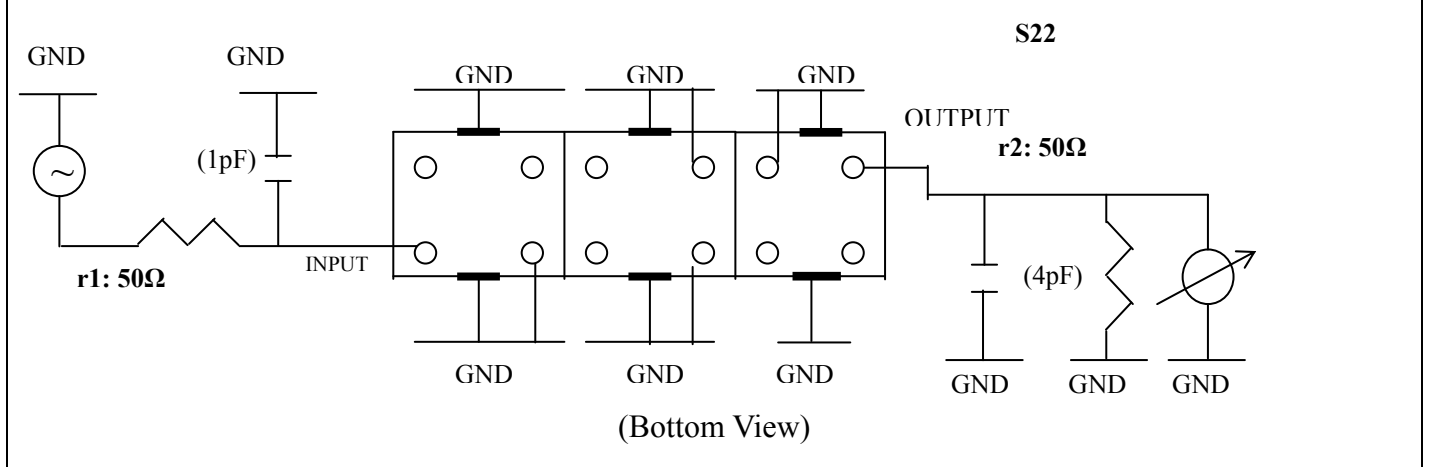 S22
GND
GND
GND
GND
GND
OUTPUT
r2: 50Ω
(1pF)
~
INPUT
r1: 50Ω
(4pF)
GND
GND
GND
GND
GND
GND
(Bottom View)